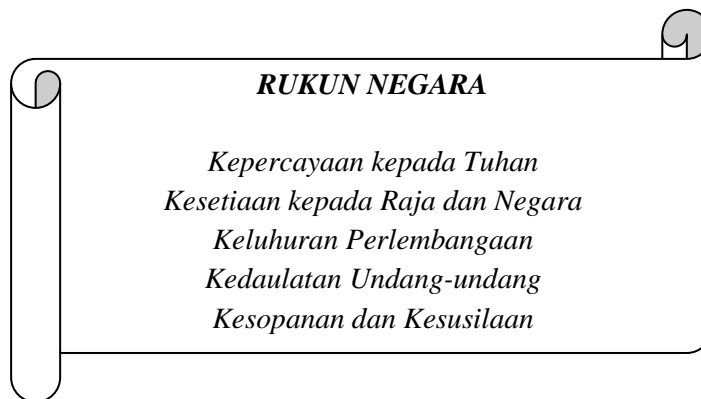 RUKUN NEGARA
Kepercayaan kepada Tuhan
Kesetiaan kepada Raja dan Negara
Keluhuran Perlembangaan
Kedaulatan Undang-undang
Kesopanan dan Kesusilaan